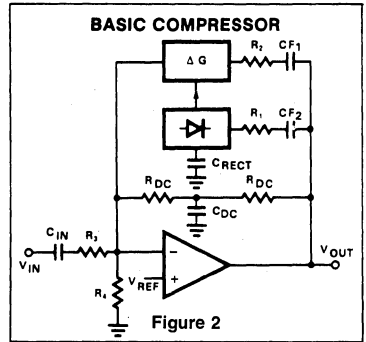 BASIC COMPRESSOR
ΔG
R2
CF1
R1
CF2
CRECT
RDC
RDC
CDC
CIN
R3
VIN
R4
VREF
−
+
VOUT
Figure 2